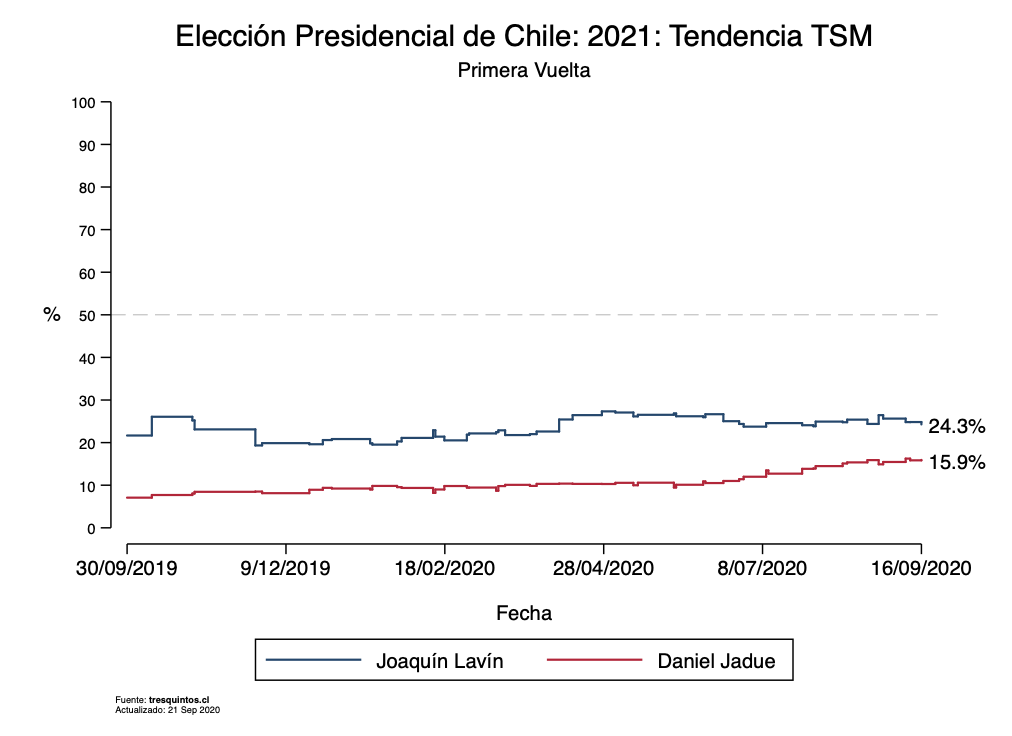 Elección Presidencial de Chile: 2021: Tendencia TSM
Primera Vuelta
100
90
80
70
60
% 50
40
30
20
10
0
24.3%
15.9%
30/09/2019 9/12/2019 18/02/2020 28/04/2020 8/07/2020 16/09/2020
Fecha
Joaquín Lavín Daniel Jadue
Fuente: tresquintos.cl
Actualizado: 21 Sep 2020